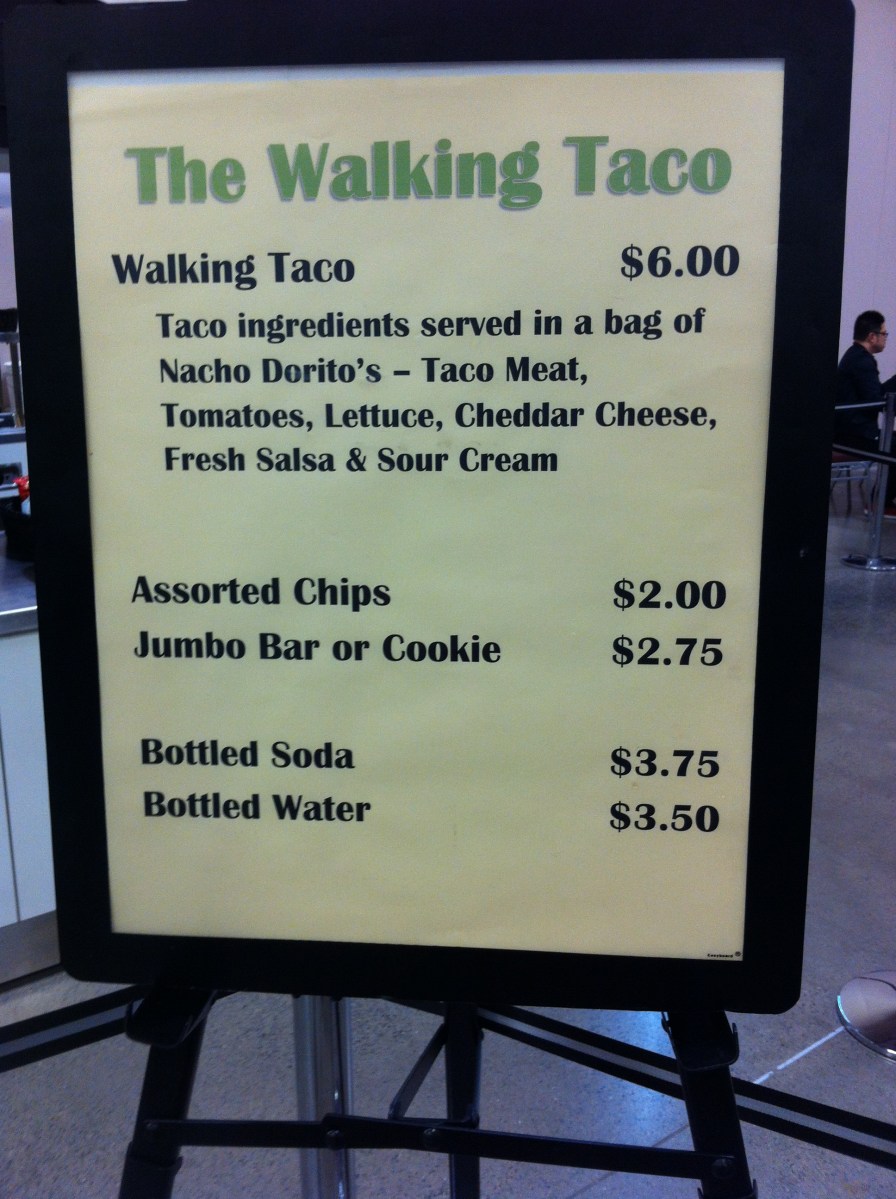 The Walking Taco
Walking Taco $6.00
Taco ingredients served in a bag of
Nacho Dorito's – Taco Meat,
Tomatoes, Lettuce, Cheddar Cheese,
Fresh Salsa & Sour Cream
Assorted Chips $2.00
Jumbo Bar or Cookie $2.75
Bottled Soda $3.75
Bottled Water $3.50